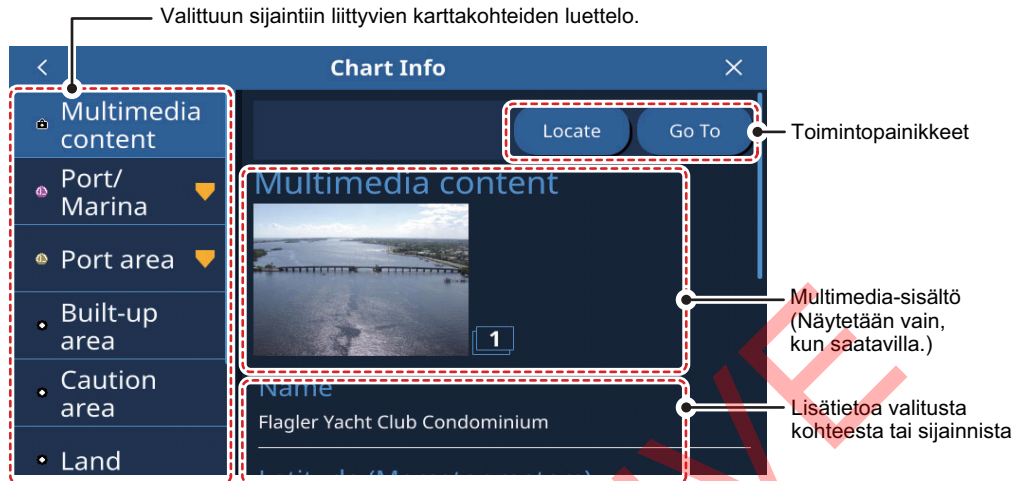 Valittuun sijaintiin liittyvien karttakohteiden luettelo.
Chart Info
Multimedia
content
Port/
Marina
Port area
Built-up
area
Caution
area
Land
Locate
Go To
Toimintopainikkeet
Multimedia content
1
Multimedia-sisältö
(Näytetään vain,
kun saatavilla.)
Name
Flagler Yacht Club Condominium
Lisätietoa valitusta
kohteesta tai sijainnista